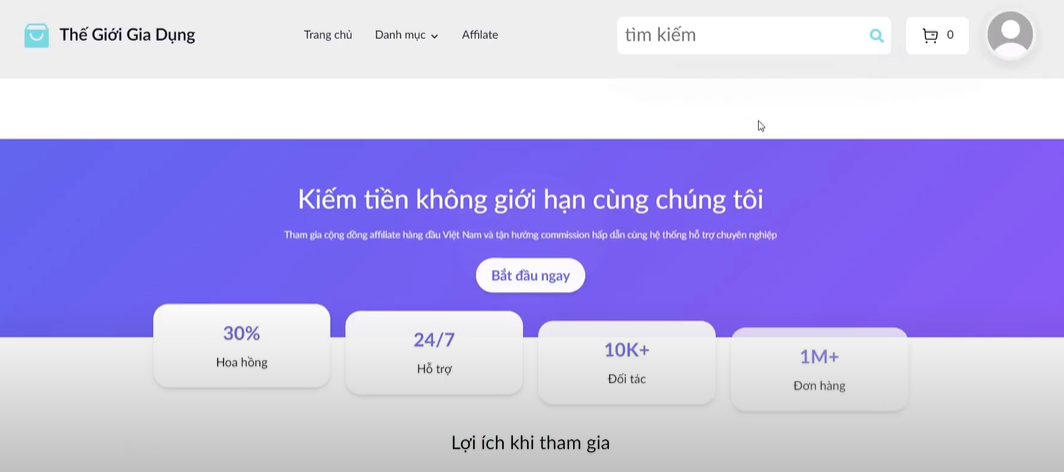 Thế Giới Gia Dụng
Trang chủ
Danh mục
Affilate
tìm kiếm
0
Kiếm tiền không giới hạn cùng chúng tôi
Tham gia cộng đồng affiliate hàng đầu Việt Nam và tận hưởng commission hấp dẫn cùng hệ thống hỗ trợ chuyên nghiệp
Bắt đầu ngay
30%
Hoa hồng
24/7
Hỗ trợ
10K+
Đối tác
1M+
Đơn hàng
Lợi ích khi tham gia